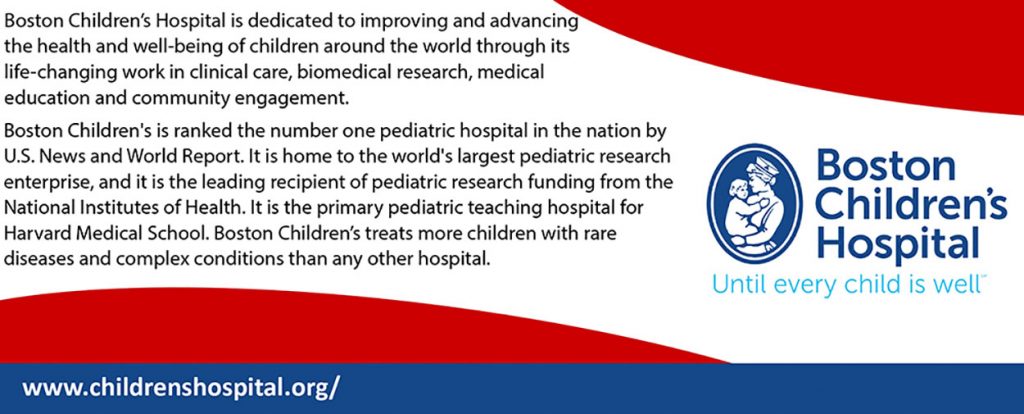 Boston Children’s Hospital is dedicated to improving and advancing
the health and well-being of children around the world through its
life-changing work in clinical care, biomedical research, medical
education and community engagement.
Boston Children's is ranked the number one pediatric hospital in the nation by
U.S. News and World Report. It is home to the world's largest pediatric research
enterprise, and it is the leading recipient of pediatric research funding from the
National Institutes of Health. It is the primary pediatric teaching hospital for
Harvard Medical School. Boston Children’s treats more children with rare
diseases and complex conditions than any other hospital.
Boston
Children’s
Hospital
Until every child is well℠
www.childrenshospital.org/